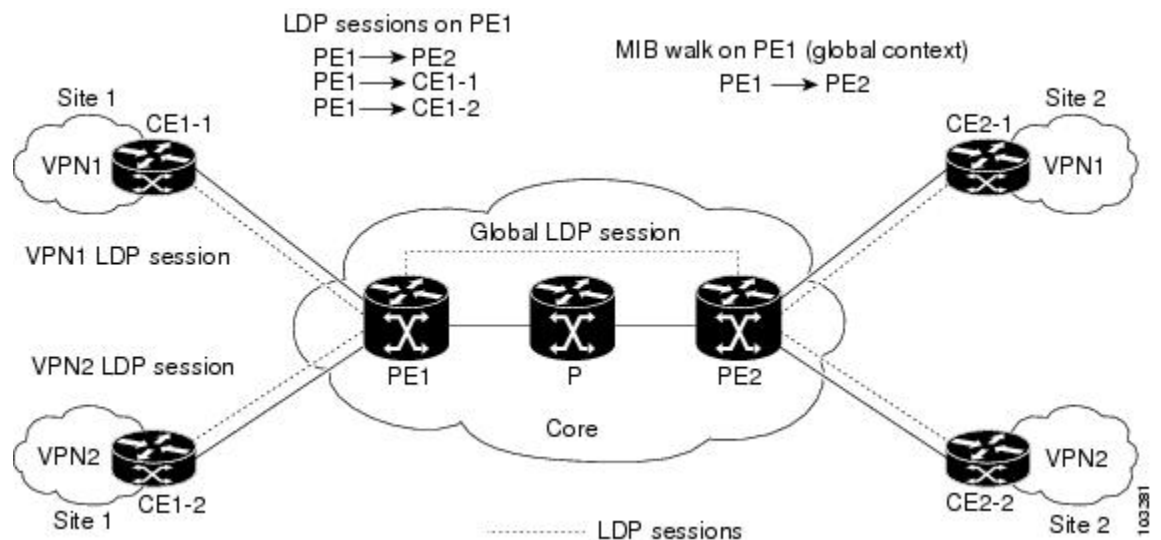 LDP sessions on PE1
PE1 → PE2
PE1 → CE1-1
PE1 → CE1-2
MIB walk on PE1 (global context)
PE1 → PE2
Site 1
CE1-1
VPN1
Site 2
CE2-1
VPN1
VPN1 LDP session
Global LDP session
VPN2 LDP session
PE1
P
PE2
Core
VPN2
CE1-2
Site 1
VPN2
CE2-2
Site 2
LDP sessions
103281